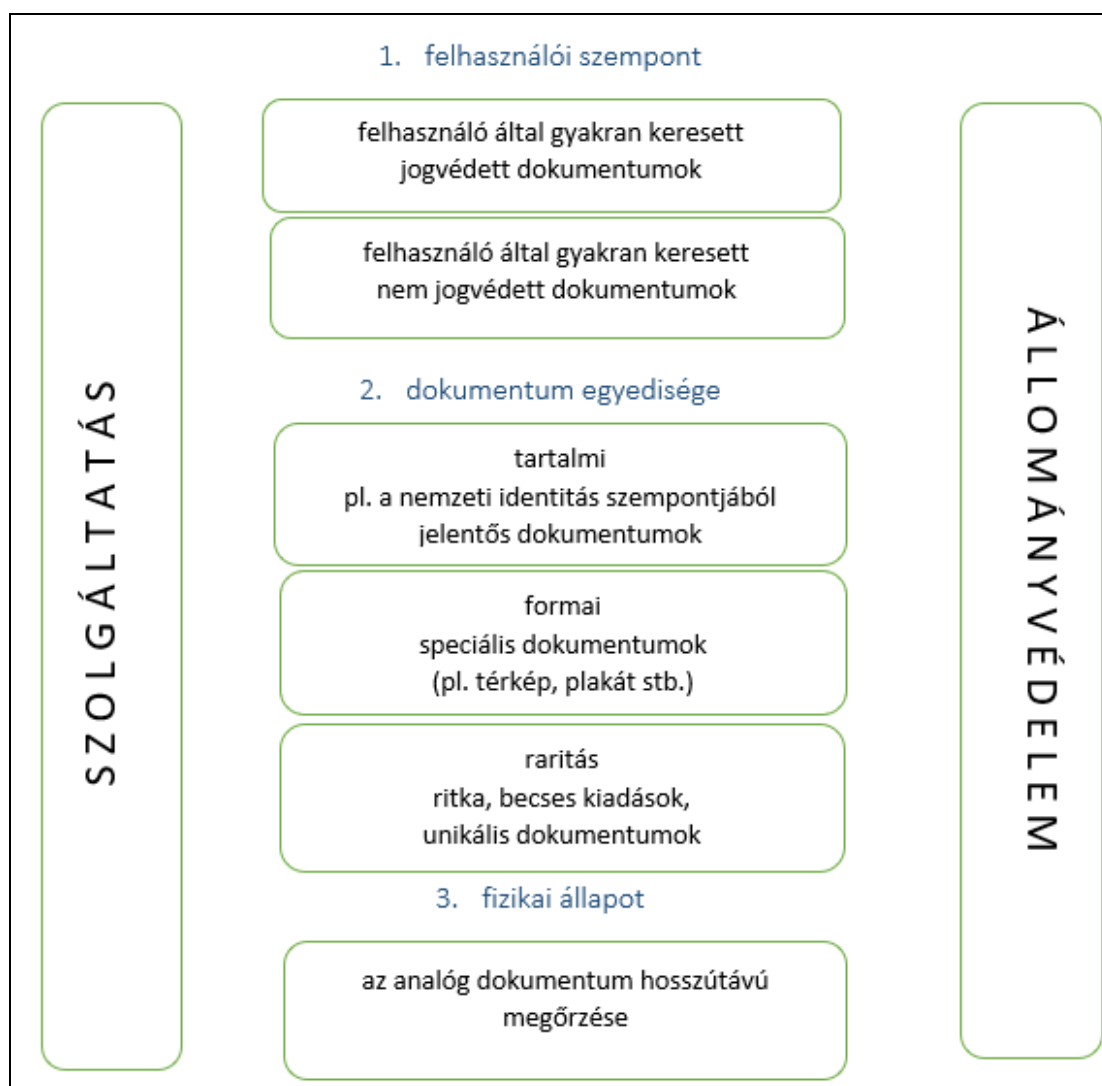 1. felhasználói szempont
SZOLGÁLTATÁS
felhasználó által gyakran keresett
jogvédett dokumentumok
felhasználó által gyakran keresett
nem jogvédett dokumentumok
2. dokumentum egyedisége
tartalmi
pl. a nemzeti identitás szempontjából
jelentős dokumentumok
formai
speciális dokumentumok
(pl. térkép, plakát stb.)
raritás
ritka, becses kiadások,
unikális dokumentumok
3. fizikai állapot
az analóg dokumentum hosszútávú
megőrzése
ÁLLOMÁNYVÉDELEM